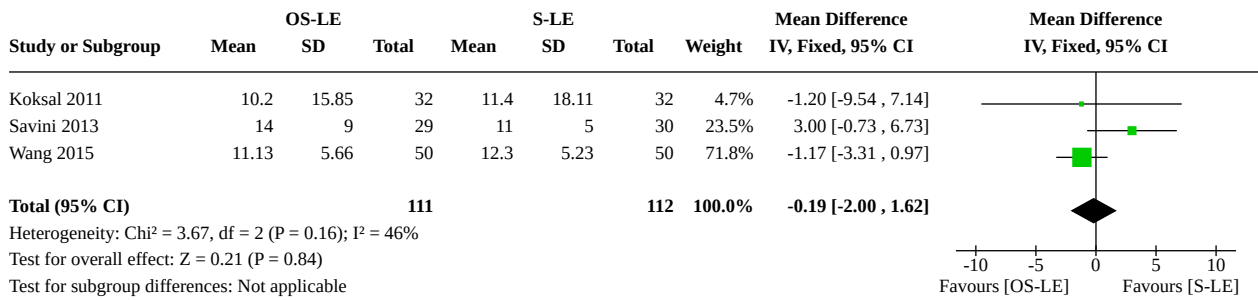 OS-LE S-LE Mean Difference Mean Difference
Study or Subgroup Mean SD Total Mean SD Total Weight IV, Fixed, 95% CI IV, Fixed, 95% CI
Koksal 2011 10.2 15.85 32 11.4 18.11 32 4.7% -1.20 [-9.54 , 7.14]
Savini 2013 14 9 29 11 5 30 23.5% 3.00 [-0.73 , 6.73]
Wang 2015 11.13 5.66 50 12.3 5.23 50 71.8% -1.17 [-3.31 , 0.97]
Total (95% CI) 111 112 100.0% -0.19 [-2.00 , 1.62]
Heterogeneity: Chi² = 3.67, df = 2 (P = 0.16); I² = 46%
Test for overall effect: Z = 0.21 (P = 0.84) -10 -5 0 5 10
Test for subgroup differences: Not applicable Favours [OS-LE] Favours [S-LE]